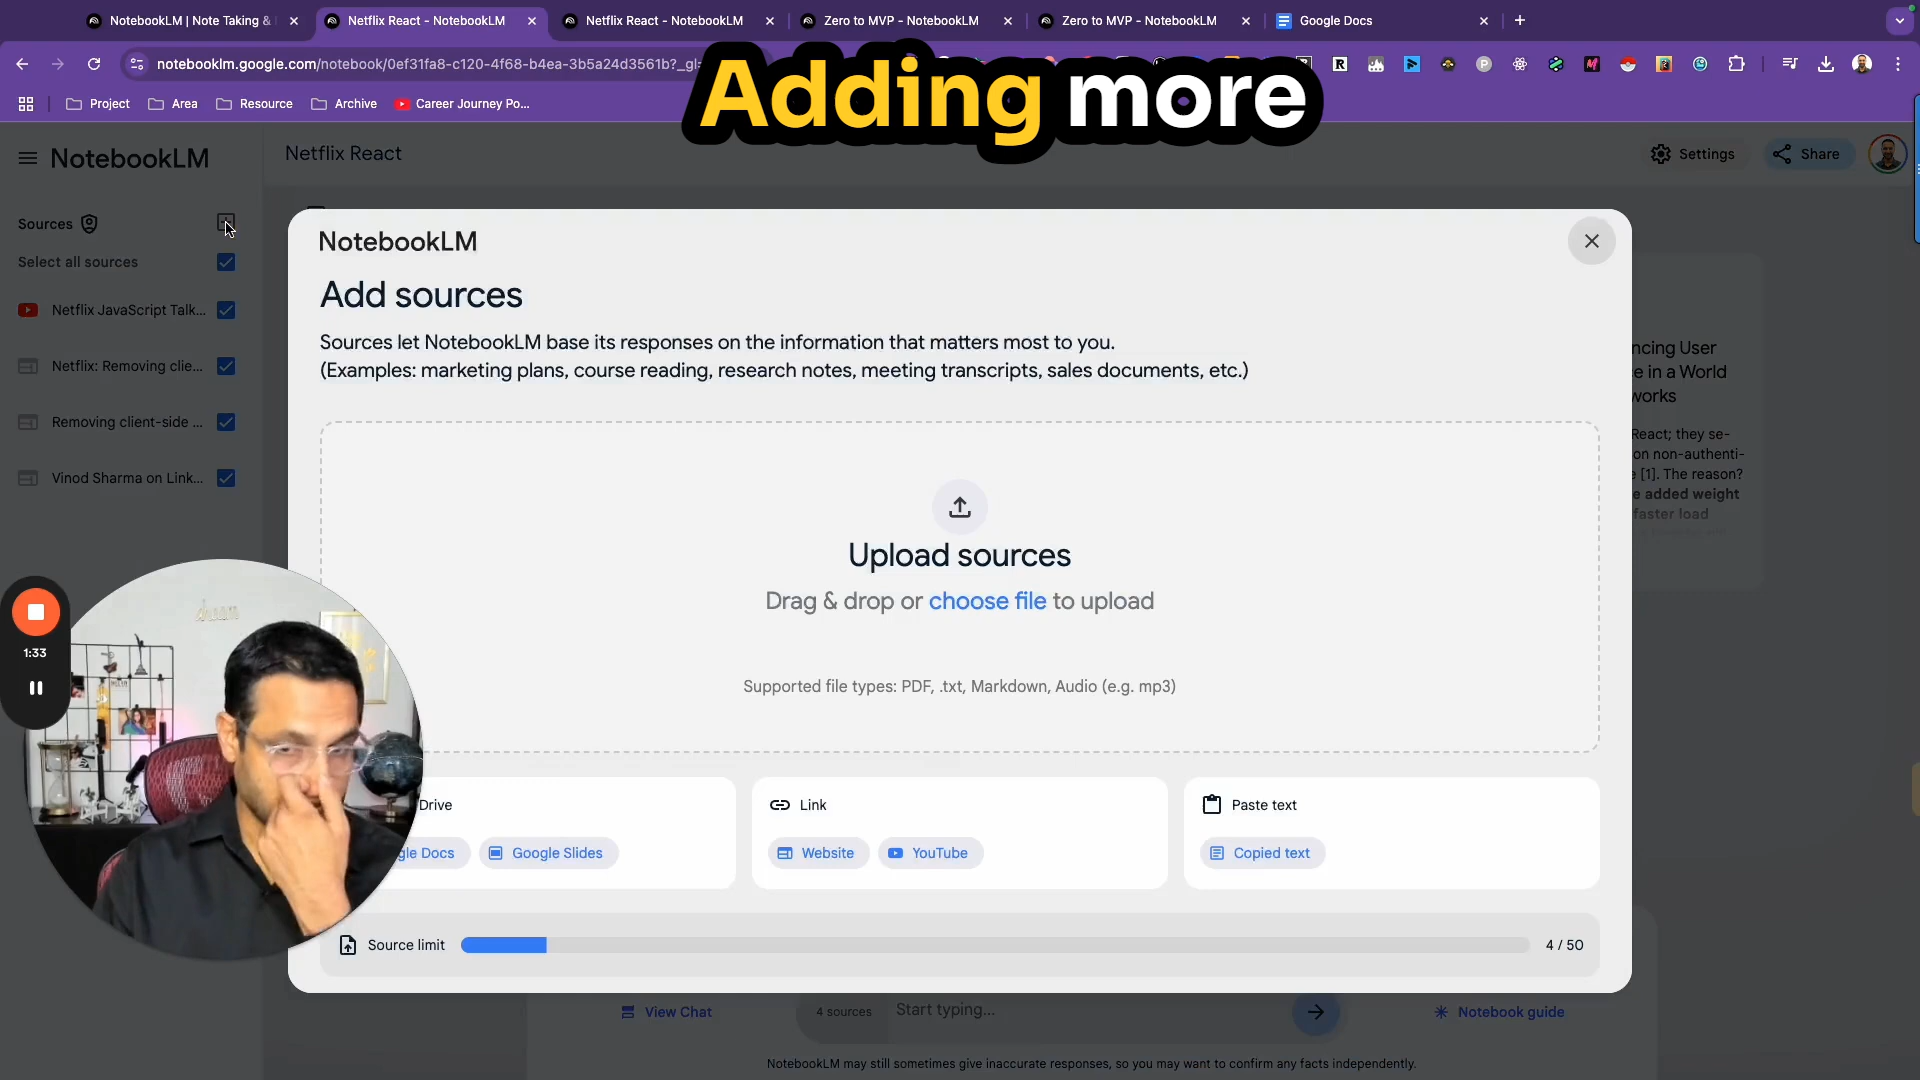 NotebookLM | Note Taking &
Netflix React - NotebookLM
Netflix React - NotebookLM
Zero to MVP - NotebookLM
Zero to MVP - NotebookLM
Google Docs
notebooklm.google.com/notebook/0ef31fa8-c120-4f68-b4ea-3b5a24d3561b?_gl=
Adding more
Project
Area
Resource
Archive
Career Journey Po...
NotebookLM
Netflix React
Settings
Share
Sources
Select all sources
Netflix JavaScript Talk...
Netflix: Removing clie...
Removing client-side ...
Vinod Sharma on Link...
NotebookLM
Add sources
Sources let NotebookLM base its responses on the information that matters most to you.
(Examples: marketing plans, course reading, research notes, meeting transcripts, sales documents, etc.)
Upload sources
Drag & drop or choose file to upload
Supported file types: PDF, .txt, Markdown, Audio (e.g. mp3)
Drive
gle Docs
Google Slides
Link
Website
YouTube
Paste text
Copied text
Source limit
4 / 50
ncing User
e in a World
works
React; they se-
on non-authenti-
e [1]. The reason?
e added weight
faster load
1:33
View Chat
4 sources
Start typing...
Notebook guide
NotebookLM may still sometimes give inaccurate responses, so you may want to confirm any facts independently.